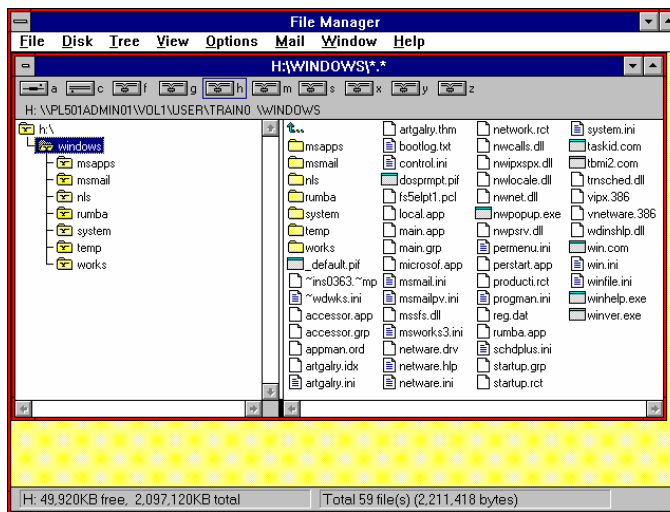 File Manager
File Disk Tree View Options Mail Window Help
H:\WINDOWS\*.*
a c f g h m s x y z
H: \\PL501ADMIN01\VOL1\USER\TRAIN0 \WINDOWS
h:\
windows
msapps
msmail
nls
rumba
system
temp
works
msapps
msmail
nls
rumba
system
temp
works
_default.pif
~ins0363.~mp
~wdwks.ini
accessor.app
accessor.grp
appman.ord
artgalry.idx
artgalry.ini
artgalry.thm
bootlog.txt
control.ini
dosprmpt.pif
fs5elpt1.pcl
local.app
main.app
main.grp
microsof.app
msmail.ini
msmailpv.ini
mssfs.dll
msworks3.ini
netware.drv
netware.hlp
netware.ini
network.rct
nwcalls.dll
nwipxspx.dll
nwlocale.dll
nwnet.dll
nwpopup.exe
nwpsrv.dll
permenu.ini
perstart.app
producti.rct
progman.ini
reg.dat
rumba.app
schdplus.ini
startup.grp
startup.rct
system.ini
taskid.com
tbmi2.com
trnsched.dll
vipx.386
vnetware.386
wdinshlp.dll
win.com
win.ini
winfile.ini
winhelp.exe
winver.exe
H: 49,920KB free, 2,097,120KB total
Total 59 file(s) (2,211,418 bytes)